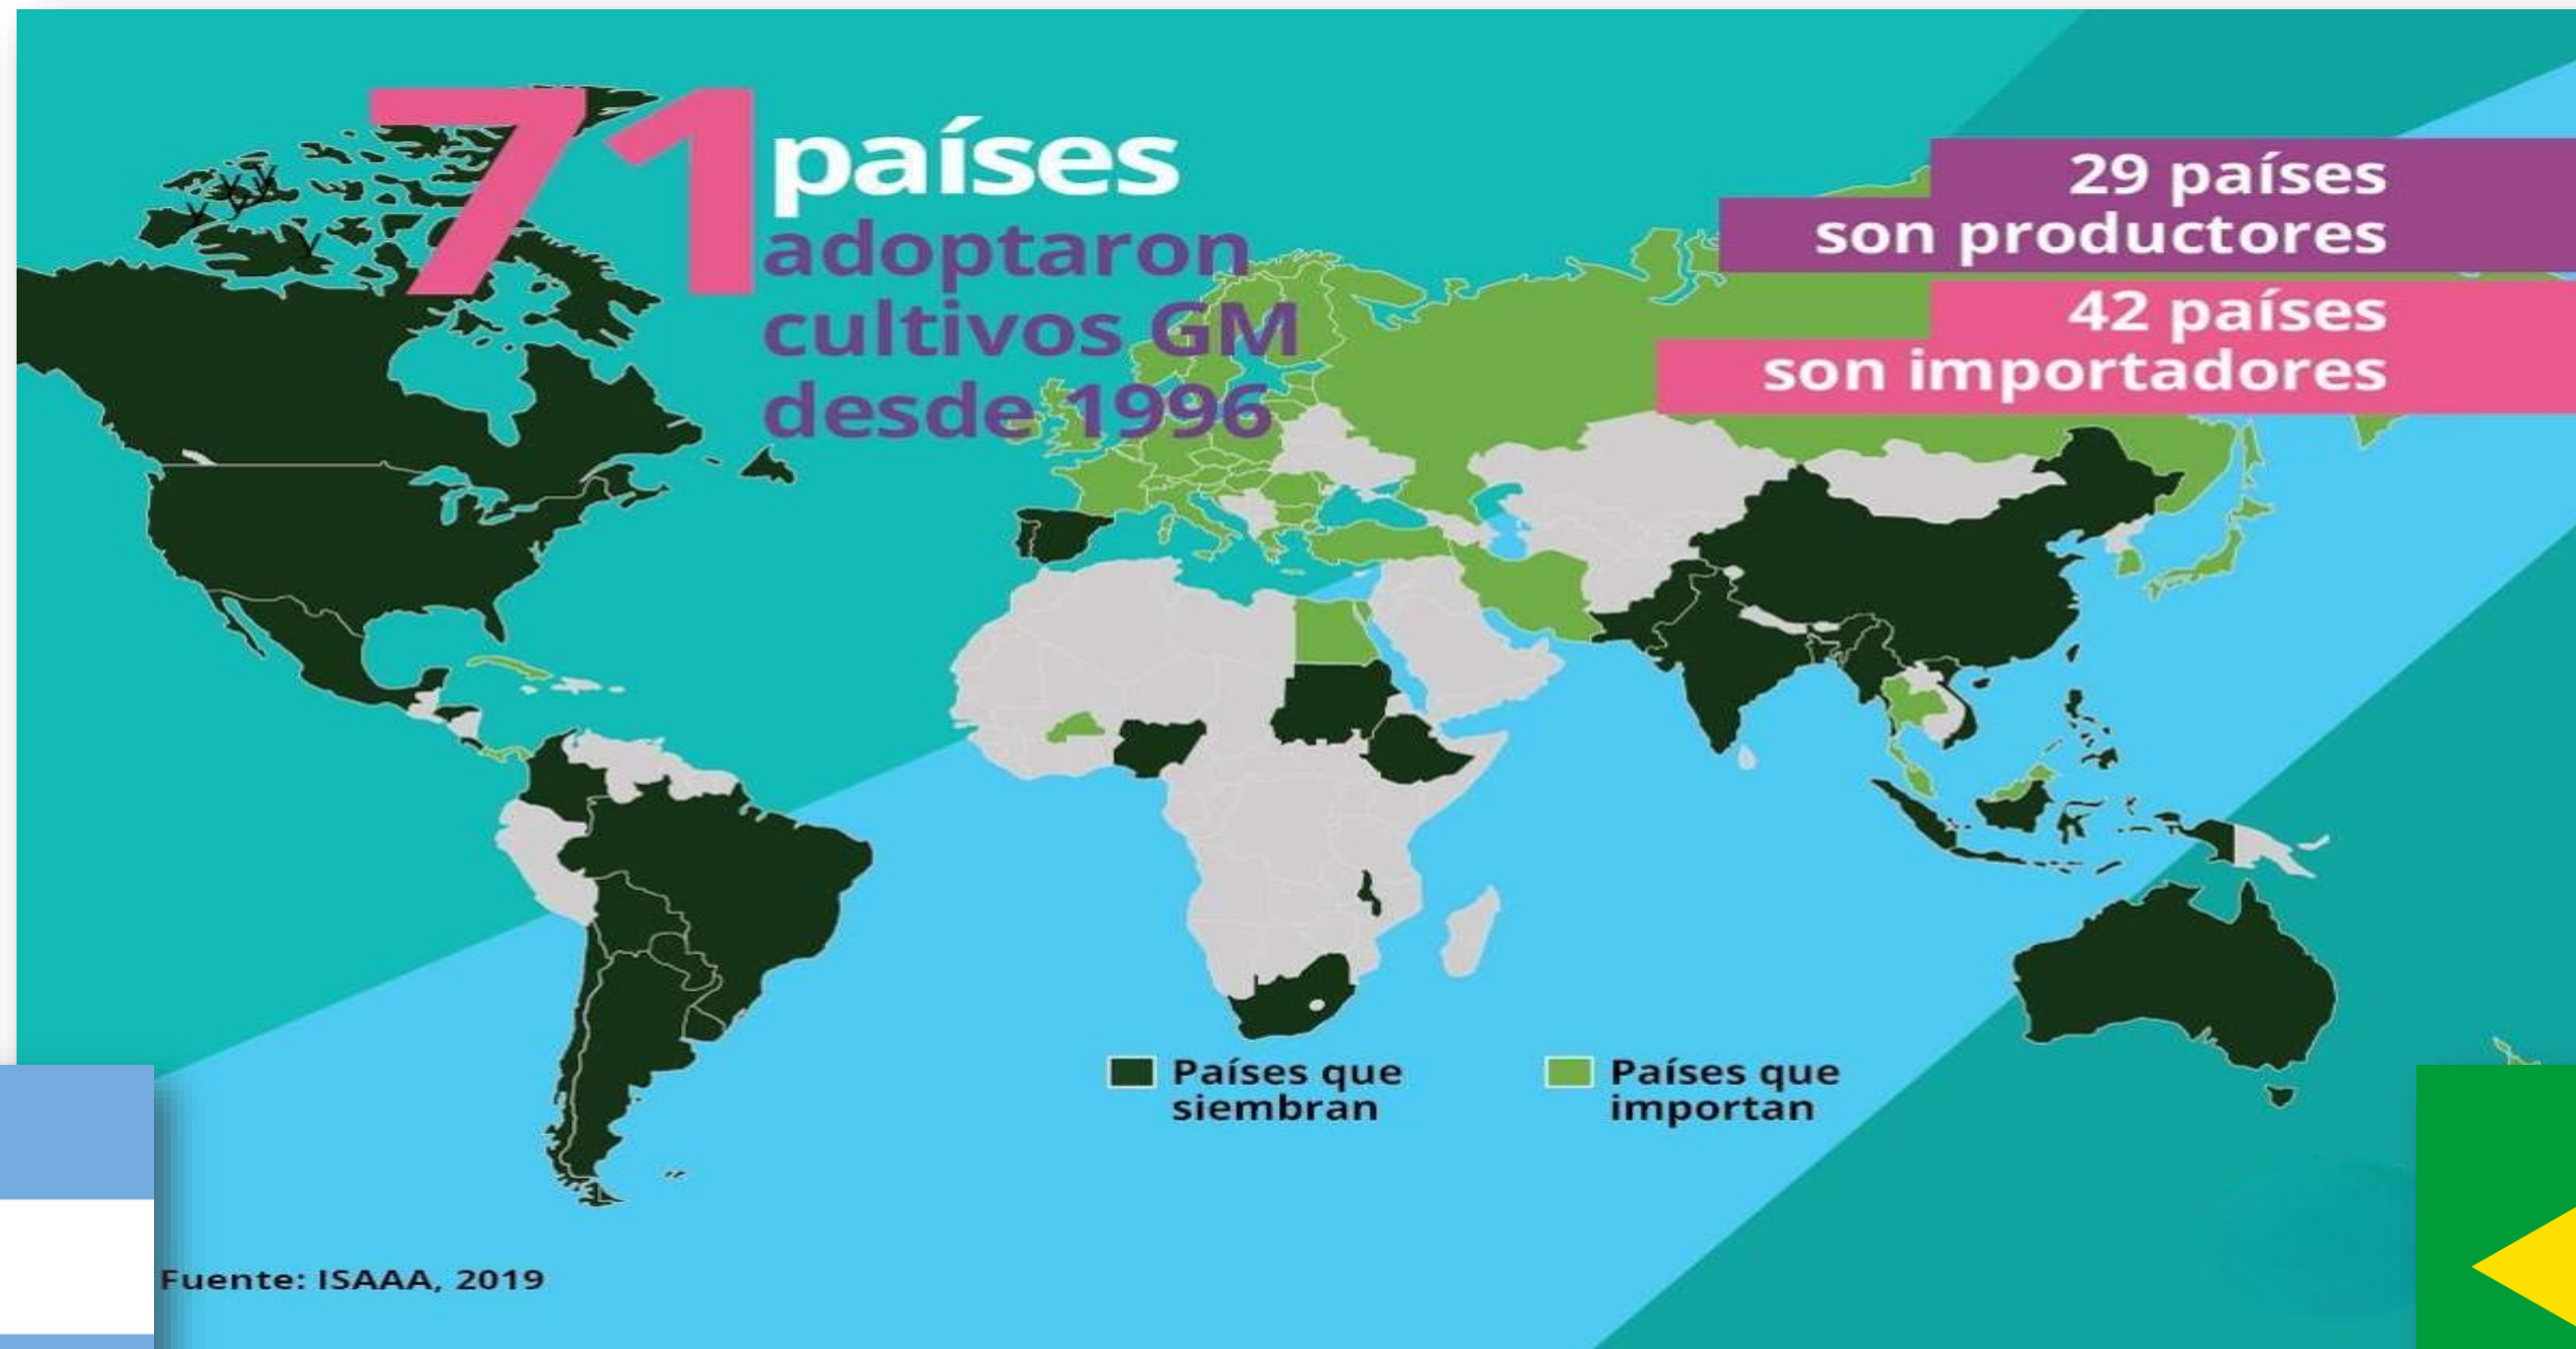 71 países
adoptaron
cultivos GM
desde 1996
29 países
son productores
42 países
son importadores
Países que
siembran
Países que
importan
Fuente: ISAAA, 2019